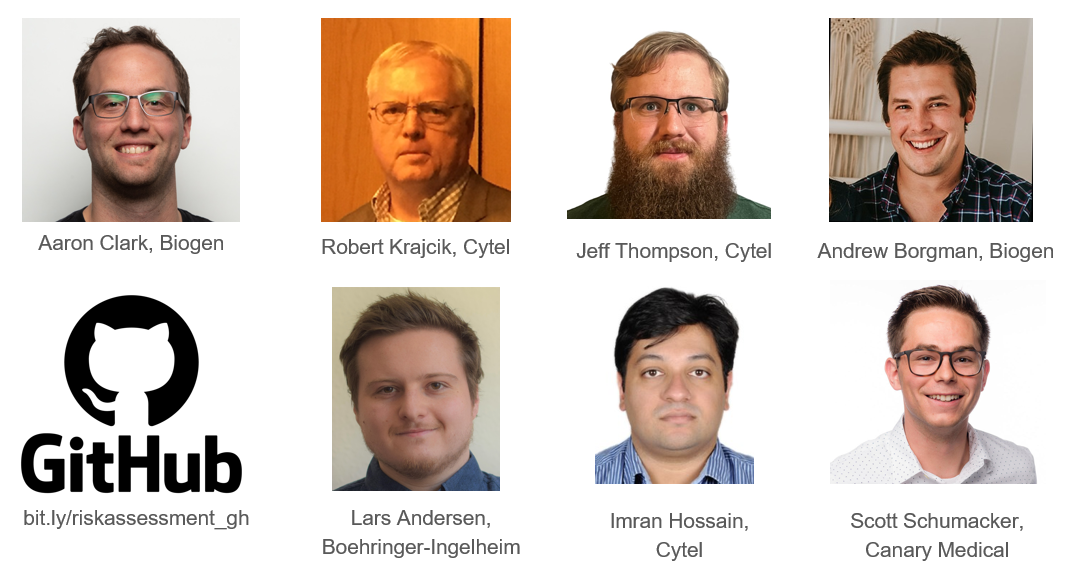 Aaron Clark, Biogen
Robert Krajcik, Cytel
Jeff Thompson, Cytel
Andrew Borgman, Biogen
GitHub
bit.ly/riskassessment_gh
Lars Andersen,
Boehringer-Ingelheim
Imran Hossain,
Cytel
Scott Schumacker,
Canary Medical